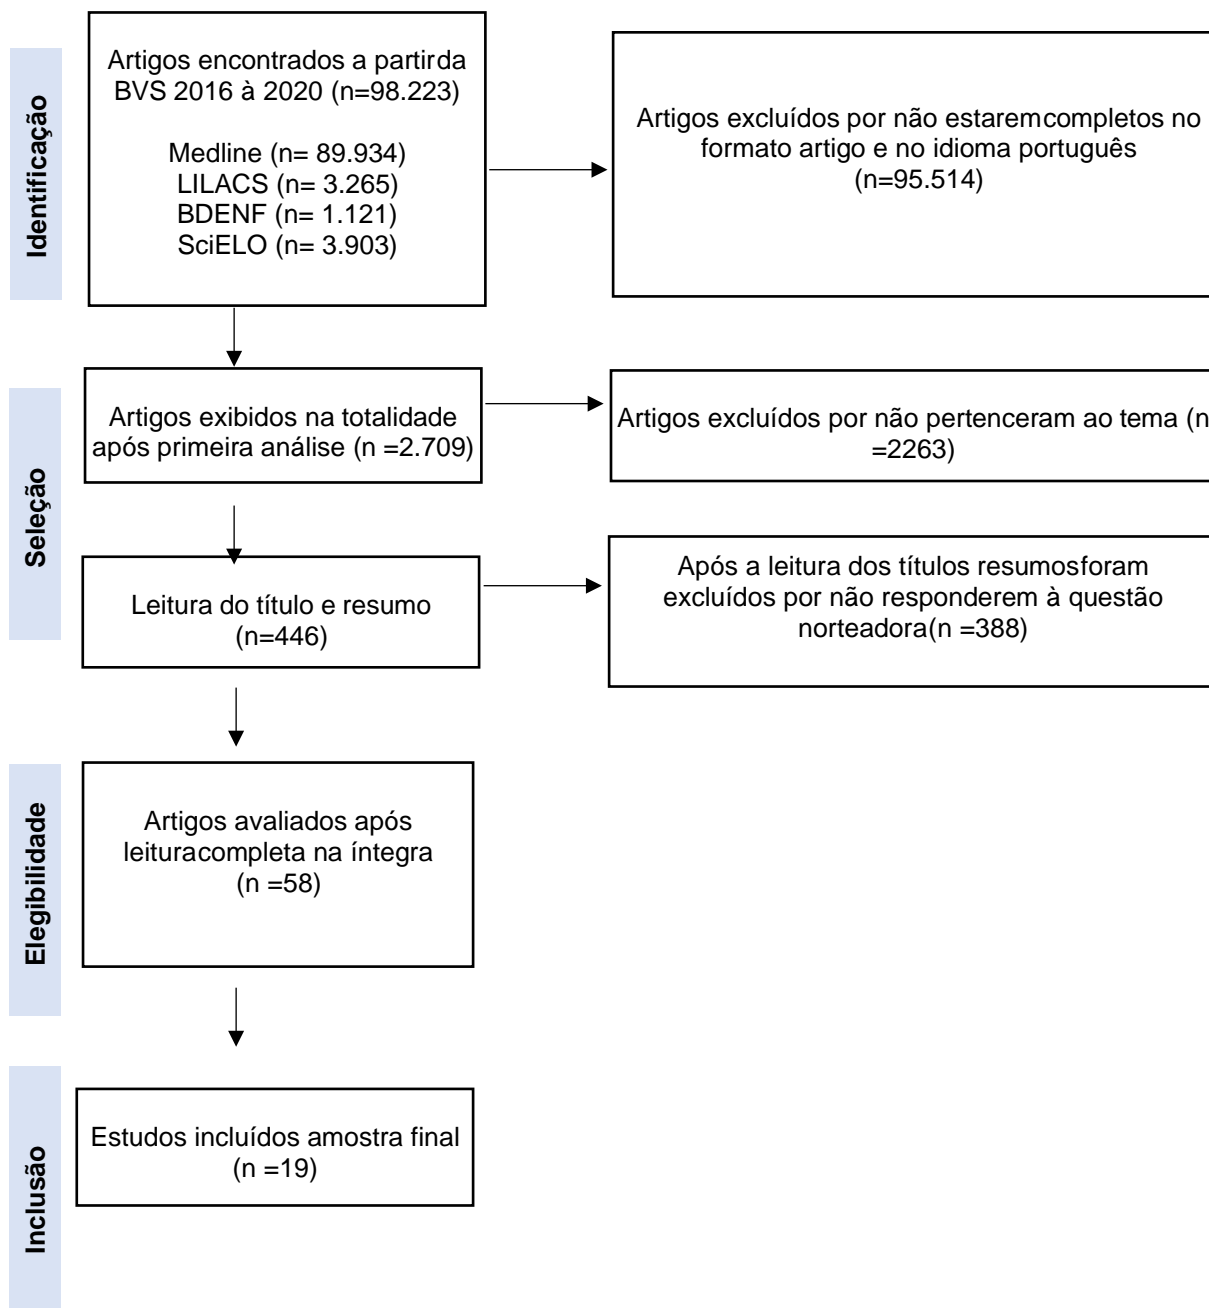 Identificação
Artigos encontrados a partirda
BVS 2016 à 2020 (n=98.223)
Medline (n= 89.934)
LILACS (n= 3.265)
BDENF (n= 1.121)
SciELO (n= 3.903)
Artigos excluídos por não estaremcompletos no
formato artigo e no idioma português
(n=95.514)
Seleção
Artigos exibidos na totalidade
após primeira análise (n =2.709)
Artigos excluídos por não pertenceram ao tema (n
=2263)
Leitura do título e resumo
(n=446)
Após a leitura dos títulos resumosforam
excluídos por não responderem à questão
norteadora(n =388)
Elegibilidade
Artigos avaliados após
leituracompleta na íntegra
(n =58)
Inclusão
Estudos incluídos amostra final
(n =19)